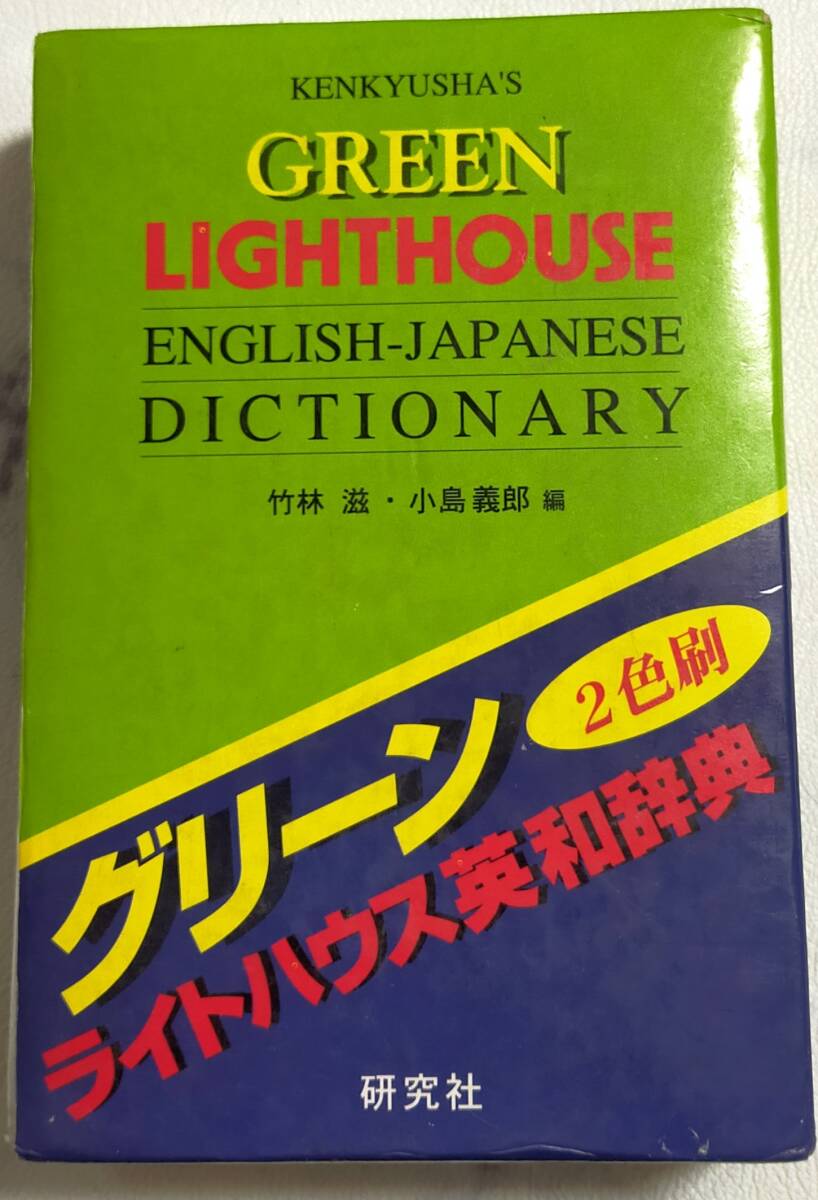 KENKYUSHA'S
GREEN
LIGHTHOUSE
ENGLISH-JAPANESE
DICTIONARY
竹林 滋・小島義郎 編
2色刷
グリーン
ライトハウス英和辞典
研究社